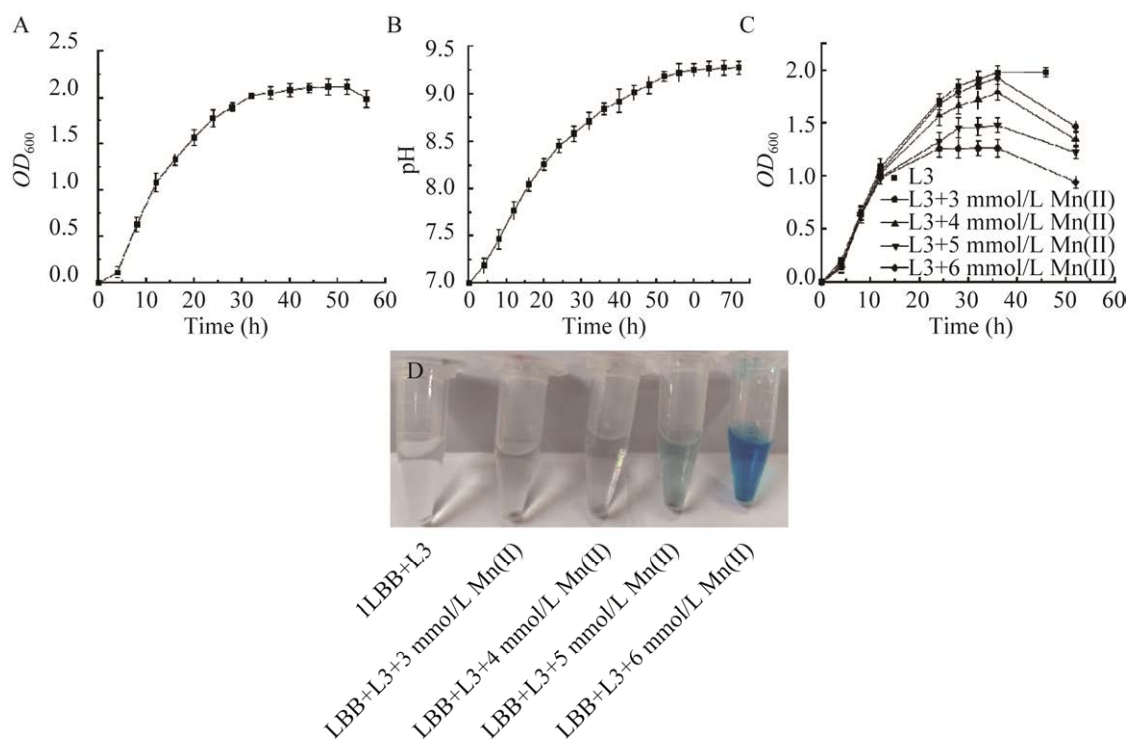 A
2.5
2.0
1.5
1.0
0.5
0.0
OD600
0 10 20 30 40 50 60
Time (h)
B
9.5
9.0
8.5
8.0
7.5
7.0
pH
0 10 20 30 40 50 0 70
Time (h)
C
2.0
1.5
1.0
0.5
0.0
OD600
0 10 20 30 40 50 60
Time (h)
L3
L3+3 mmol/L Mn(II)
L3+4 mmol/L Mn(II)
L3+5 mmol/L Mn(II)
L3+6 mmol/L Mn(II)
D
1LBB+L3
LBB+L3+3 mmol/L Mn(II)
LBB+L3+4 mmol/L Mn(II)
LBB+L3+5 mmol/L Mn(II)
LBB+L3+6 mmol/L Mn(II)